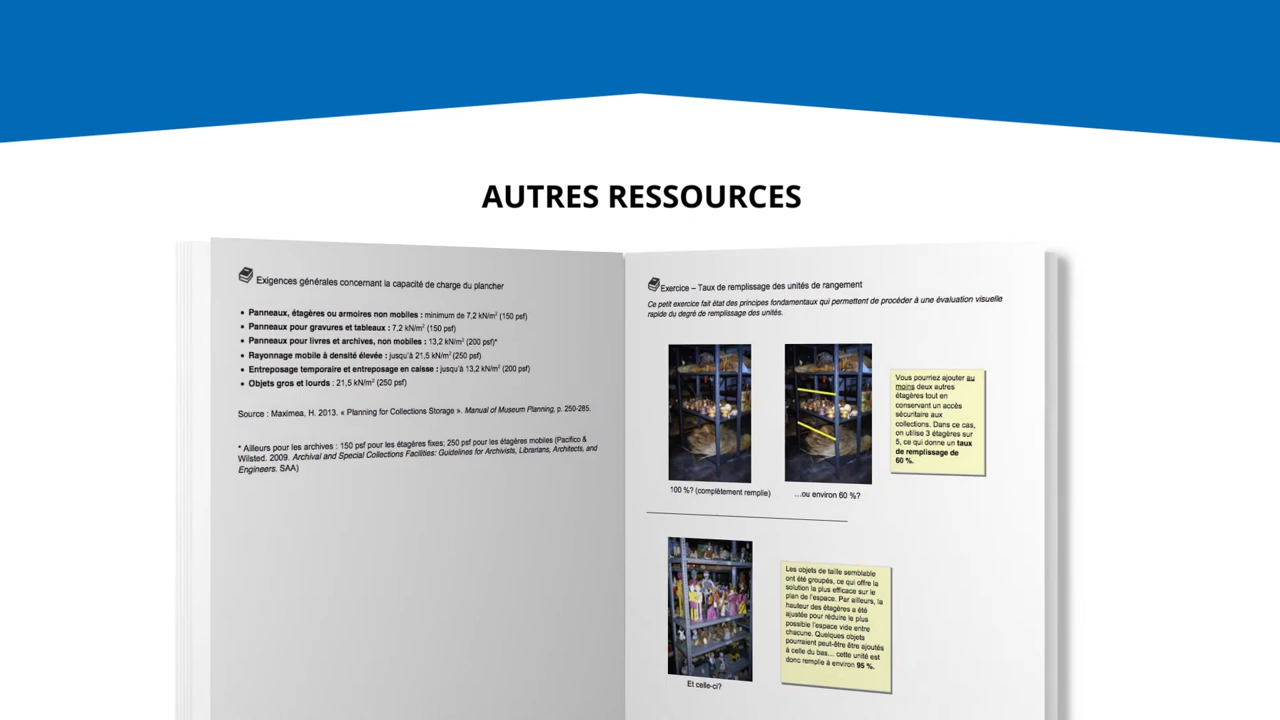 AUTRES RESSOURCES
Exigences générales concernant la capacité de charge du plancher
• Panneaux, étagères ou armoires non mobiles : minimum de 7,2 kN/m² (150 psf)
• Panneaux pour gravures et tableaux : 7,2 kN/m² (150 psf)
• Panneaux pour livres et archives, non mobiles : 13,2 kN/m² (200 psf)*
• Rayonnage mobile à densité élevée : jusqu'à 21,5 kN/m² (250 psf)
• Entreposage temporaire et entreposage en caisse : jusqu'à 13,2 kN/m² (200 psf)
• Objets gros et lourds : 21,5 kN/m² (250 psf)
Source : Maximea, H. 2013. « Planning for Collections Storage ». Manual of Museum Planning, p. 250-285.
* Ailleurs pour les archives : 150 psf pour les étagères fixes; 250 psf pour les étagères mobiles (Pacifico &
Wilsted. 2009. Archival and Special Collections Facilities: Guidelines for Archivists, Librarians, Architects, and
Engineers. SAA)
Exercice – Taux de remplissage des unités de rangement
Ce petit exercice fait état des principes fondamentaux qui permettent de procéder à une évaluation visuelle
rapide du degré de remplissage des unités.
Vous pourriez ajouter au
moins deux autres
étagères tout en
conservant un accès
sécuritaire aux
collections. Dans ce cas,
on utilise 3 étagères sur
5, ce qui donne un taux
de remplissage de
60 %.
100 %? (complètement remplie)
...ou environ 60 %?
Les objets de taille semblable
ont été groupés, ce qui offre la
solution la plus efficace sur le
plan de l'espace. Par ailleurs, la
hauteur des étagères a été
ajustée pour réduire le plus
possible l'espace vide entre
chacune. Quelques objets
pourraient peut-être être ajoutés
à celle du bas... cette unité est
donc remplie à environ 95 %.
Et celle-ci?